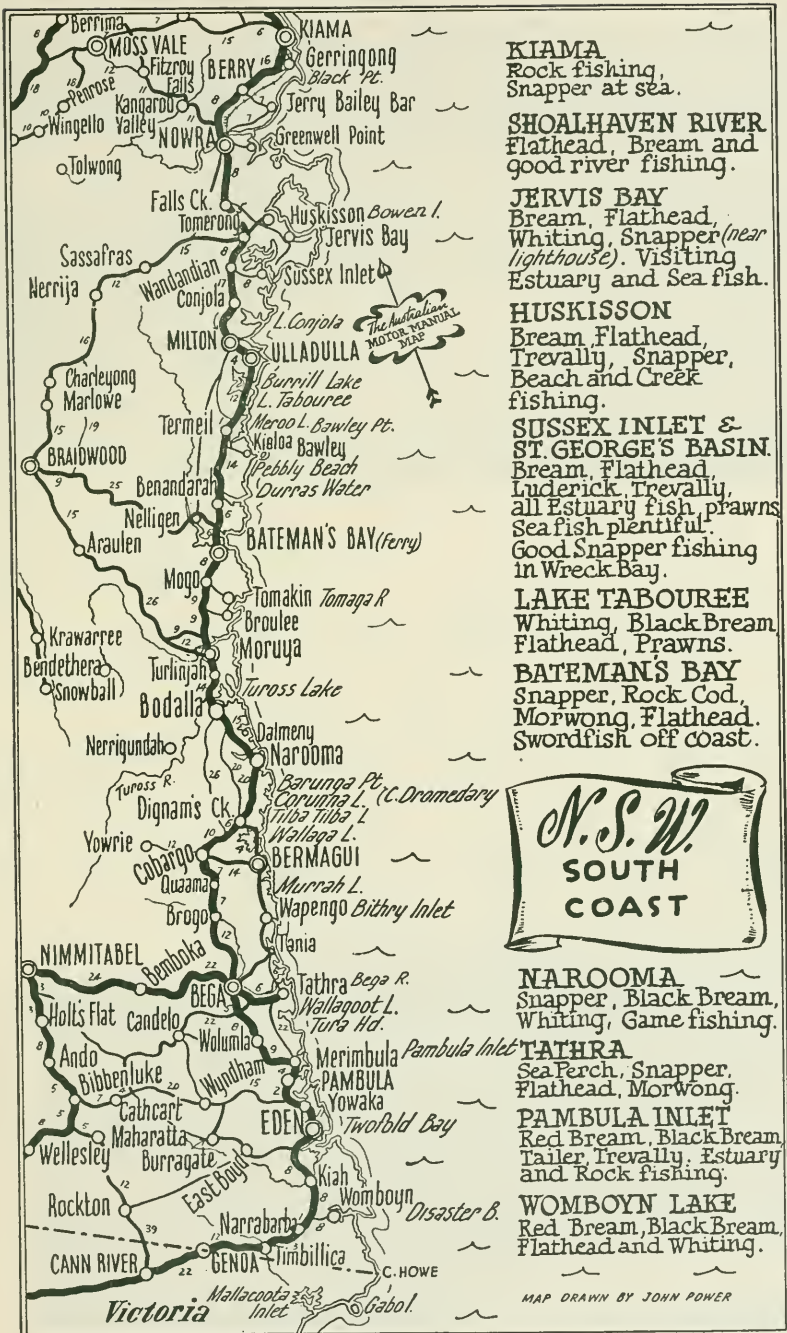 Berrima
MOSS VALE
Fitzroy
Falls
Penrose
Wingello
Kangaroo
Valley
BERRY
KIAMA
Gerringong
Black Pt.
Jerry Bailey Bar
NOWRA
Greenwell Point
Tolwong
Falls Ck.
Tomerong
Huskisson Bowen I.
Jervis Bay
Sassafras
Nerrija
Wandandian
Conjola
Sussex Inlet
L. Conjola
The Australian
MOTOR MANUAL
MAP
MILTON
ULLADULLA
Burrill Lake
L. Tabouree
Charleyong
Marlowe
Termeil
Meroo L. Bawley Pt.
Kioloa Bawley
Pebbly Beach
BRAIDWOOD
Benandarah
Durras Water
Nelligen
Araulen
BATEMAN'S BAY (Ferry)
Mogo
Tomakin Tomaga R
Broulee
Krawarree
Bendethera
Snowball
Moruya
Turlinjah
Tuross Lake
Bodalla
Nerrigundah
Dalmeny
Narooma
Tuross R.
Barunga Pt.
Corunna L. (C. Dromedary
Dignam's Ck.
Tilba Tilba L
Wallaga L.
Yowrie
Cobargo
BERMAGUI
Quaama
Murrah L.
Brogo
Wapengo Bithry Inlet
Tania
NIMMITABEL
Bemboka
BEGA
Tathra Bega R.
Wallagoot L.
Tura Hd.
Holt's Flat
Candelo
Wolumla
Ando
Bibbenluke
Wyndham
Merimbula Pambula Inlet
PAMBULA
Yowaka
Cathcart
Maharatta
Burragate
EDEN
Twofold Bay
Wellesley
East Boyd
Kiah
Rockton
Womboyn
Disaster B.
Narrabarba
CANN RIVER
GENOA
Timbillica
C. HOWE
Mallacoota
Inlet
Gabo I.
Victoria
KIAMA
Rock fishing,
Snapper at sea.
SHOALHAVEN RIVER
Flathead, Bream and
good river fishing.
JERVIS BAY
Bream, Flathead,
Whiting, Snapper (near
lighthouse). Visiting
Estuary and Sea fish.
HUSKISSON
Bream, Flathead,
Trevally, Snapper,
Beach and Creek
fishing.
SUSSEX INLET &
ST. GEORGE'S BASIN.
Bream, Flathead,
Luderick, Trevally,
all Estuary fish, prawns
Sea fish plentiful.
Good Snapper fishing
in Wreck Bay.
LAKE TABOUREE
Whiting, Black Bream
Flathead, Prawns.
BATEMAN'S BAY
Snapper, Rock Cod,
Morwong, Flathead.
Swordfish off coast.
N.S.W.
SOUTH
COAST
NAROOMA
Snapper, Black Bream,
Whiting, Game fishing.
TATHRA
Sea Perch, Snapper,
Flathead, Morwong.
PAMBULA INLET
Red Bream, Black Bream,
Tailer, Trevally. Estuary
and Rock fishing.
WOMBOYN LAKE
Red Bream, Black Bream,
Flathead and Whiting.
MAP DRAWN BY JOHN POWER